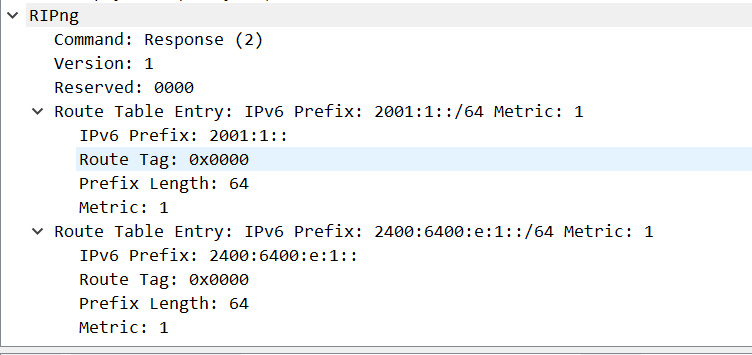 RIPng
Command: Response (2)
Version: 1
Reserved: 0000
Route Table Entry: IPv6 Prefix: 2001:1::/64 Metric: 1
IPv6 Prefix: 2001:1::
Route Tag: 0x0000
Prefix Length: 64
Metric: 1
Route Table Entry: IPv6 Prefix: 2400:6400:e:1::/64 Metric: 1
IPv6 Prefix: 2400:6400:e:1::
Route Tag: 0x0000
Prefix Length: 64
Metric: 1